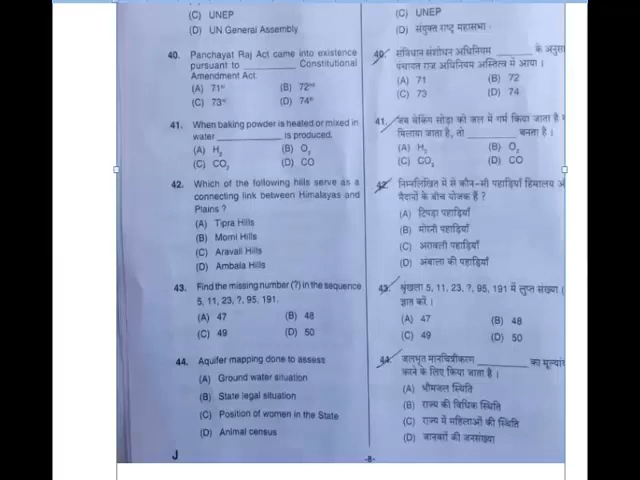 (C) UNEP
(D) UN General Assembly
40. Panchayat Raj Act came into existence
pursuant to ________ Constitutional
Amendment Act.
(A) 71st (B) 72nd
(C) 73rd (D) 74th
41. When baking powder is heated or mixed in
water ________ is produced.
(A) H₂ (B) O₂
(C) CO₂ (D) CO
42. Which of the following hills serve as a
connecting link between Himalayas and
Plains ?
(A) Tipra Hills
(B) Morni Hills
(C) Aravali Hills
(D) Ambala Hills
43. Find the missing number (?) in the sequence
5, 11, 23, ?, 95, 191.
(A) 47 (B) 48
(C) 49 (D) 50
44. Aquifer mapping done to assess
(A) Ground water situation
(B) State legal situation
(C) Position of women in the State
(D) Animal census
J
(C) UNEP
(D) संयुक्त राष्ट्र महासभा
40. संविधान संशोधन अधिनियम ________ के
पंचायत राज अधिनियम अस्तित्व में आया ।
(A) 71 (B) 72
(C) 73 (D) 74
41. जब बेकिंग सोड़ा को जल में गर्म किया जाता है
मिलाया जाता है, तो ________ बनता है ।
(A) H₂ (B) O₂
(C) CO₂ (D) CO
42. निम्नलिखित में से कौन-सी पहाड़ियाँ हिमालय
मैदानों के बीच योजक हैं ?
(A) टिपड़ा पहाड़ियाँ
(B) मोरनी पहाड़ियाँ
(C) अरावली पहाड़ियाँ
(D) अंबाला की पहाड़ियाँ
43. श्रृंखला 5, 11, 23, ?, 95, 191 में लुप्त संख्या (
ज्ञात करें ।
(A) 47 (B) 48
(C) 49 (D) 50
44. जलभृत मानचित्रीकरण ________ का
करने के लिए किया जाता है ।
(A) भौमजल स्थिति
(B) राज्य की विधिक स्थिति
(C) राज्य में महिलाओं की स्थिति
(D) जानवरों की जनसंख्या
-8-